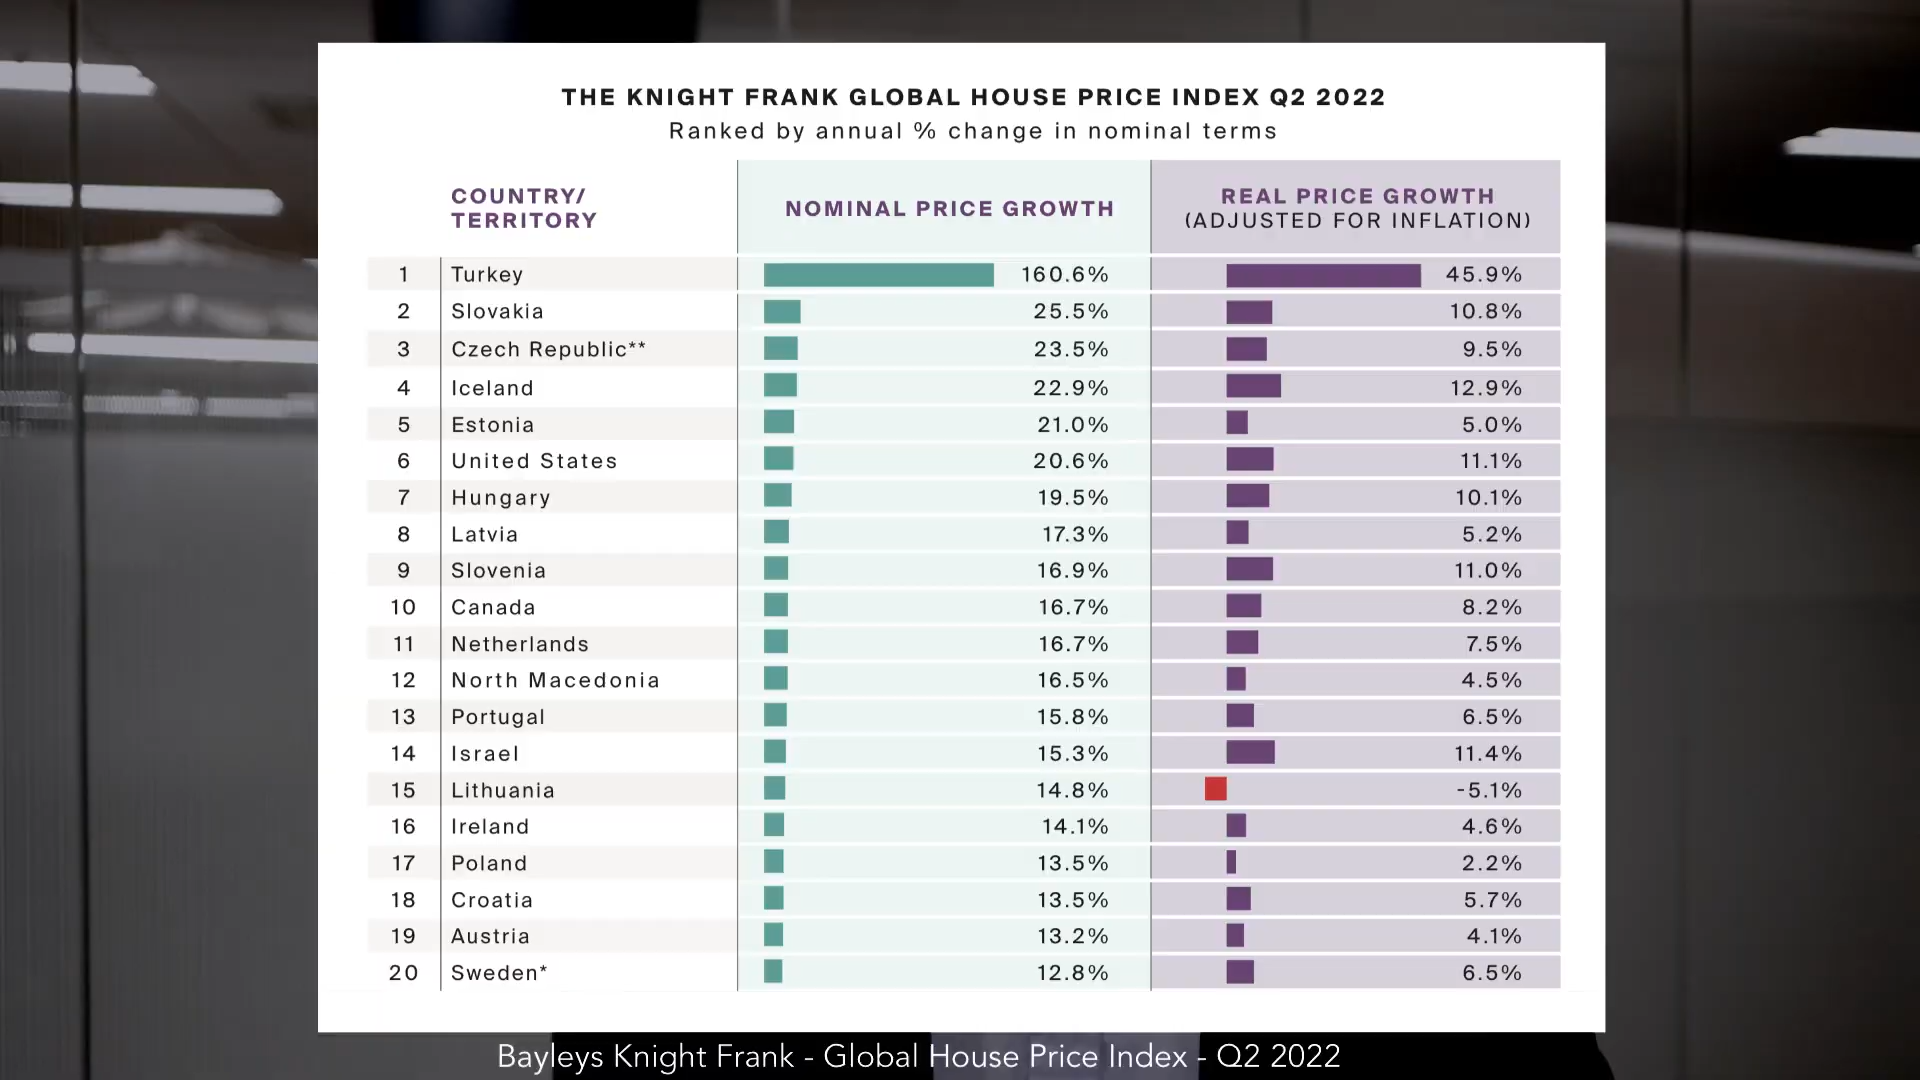 THE KNIGHT FRANK GLOBAL HOUSE PRICE INDEX Q2 2022
Ranked by annual % change in nominal terms
COUNTRY/
TERRITORY
NOMINAL PRICE GROWTH
REAL PRICE GROWTH
(ADJUSTED FOR INFLATION)
1 Turkey 160.6% 45.9%
2 Slovakia 25.5% 10.8%
3 Czech Republic** 23.5% 9.5%
4 Iceland 22.9% 12.9%
5 Estonia 21.0% 5.0%
6 United States 20.6% 11.1%
7 Hungary 19.5% 10.1%
8 Latvia 17.3% 5.2%
9 Slovenia 16.9% 11.0%
10 Canada 16.7% 8.2%
11 Netherlands 16.7% 7.5%
12 North Macedonia 16.5% 4.5%
13 Portugal 15.8% 6.5%
14 Israel 15.3% 11.4%
15 Lithuania 14.8% -5.1%
16 Ireland 14.1% 4.6%
17 Poland 13.5% 2.2%
18 Croatia 13.5% 5.7%
19 Austria 13.2% 4.1%
20 Sweden* 12.8% 6.5%
Bayleys Knight Frank - Global House Price Index - Q2 2022